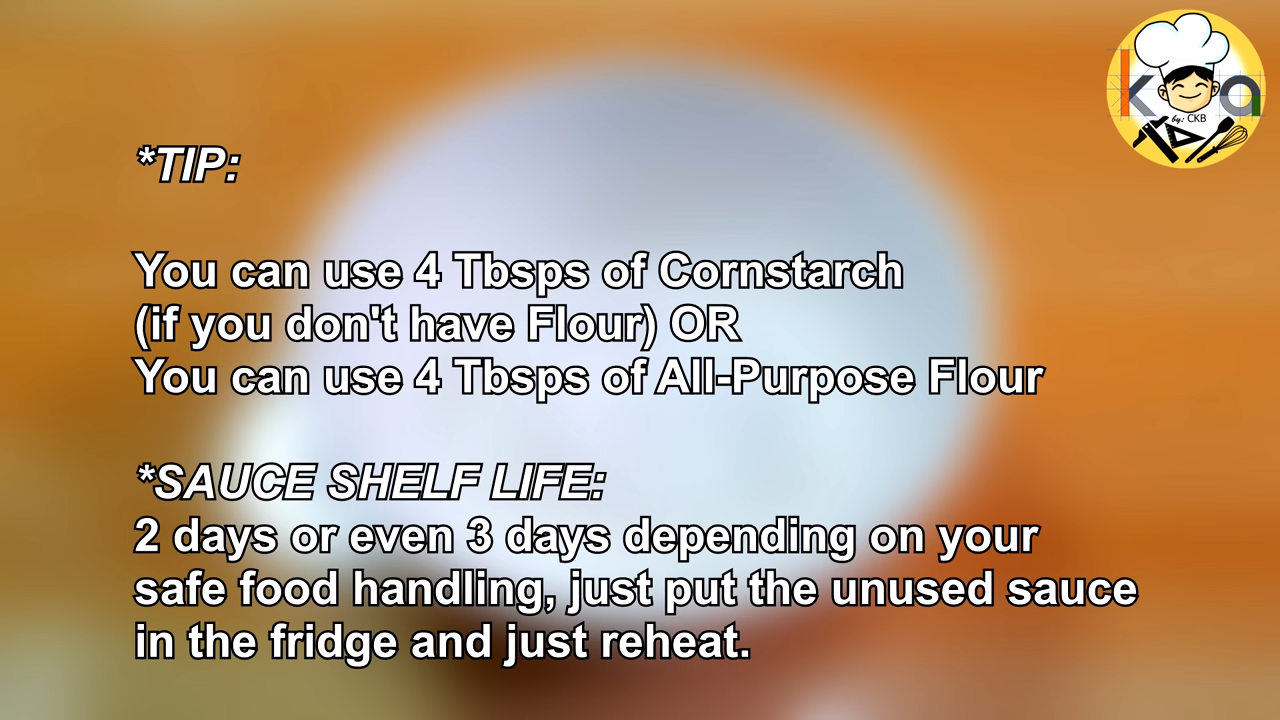 *TIP:
You can use 4 Tbsps of Cornstarch
(if you don't have Flour) OR
You can use 4 Tbsps of All-Purpose Flour
*SAUCE SHELF LIFE:
2 days or even 3 days depending on your
safe food handling, just put the unused sauce
in the fridge and just reheat.
by: CKB